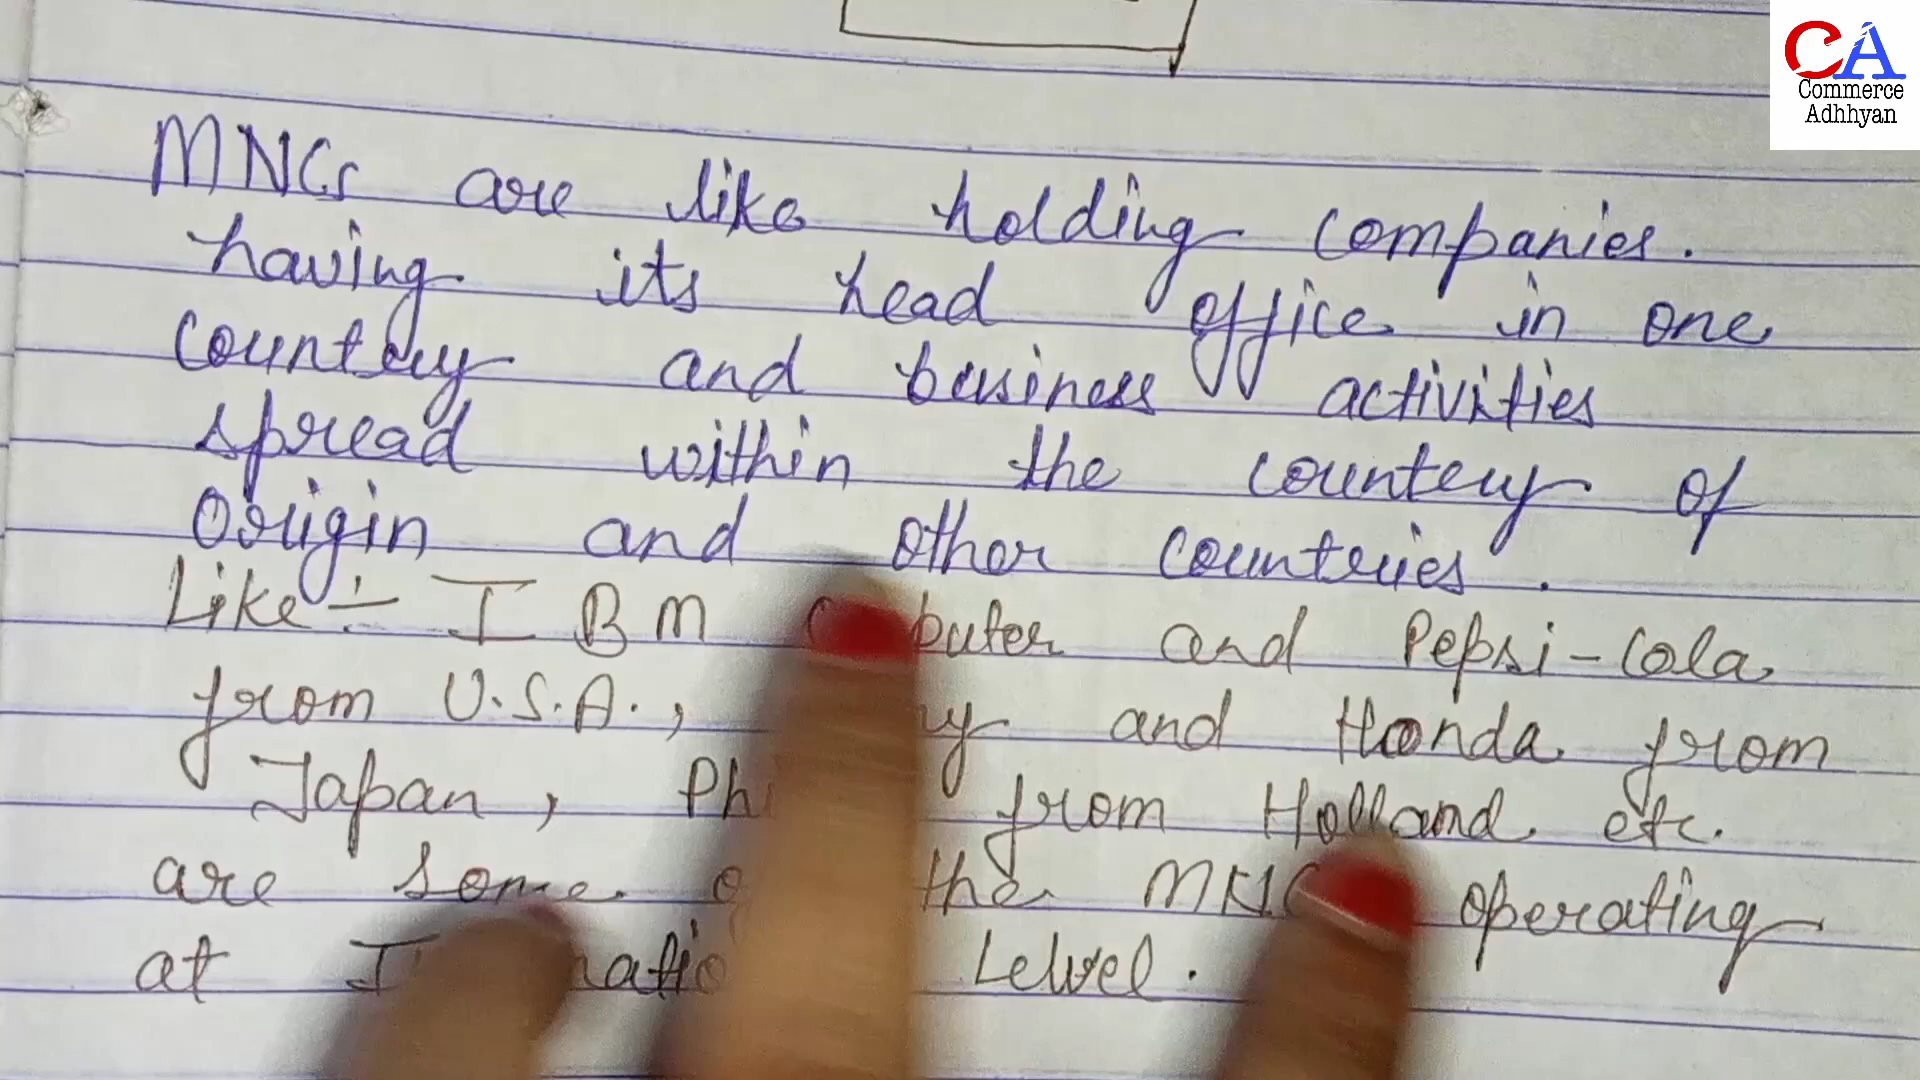 CA
Commerce
Adhhyan
MNCs are like holding companies.
having its head office in one
country and business activities
spread within the country of
origin and other countries.
Like :- IBM and Pepsi-Cola
from U.S.A., and Honda from
Japan, from Holland etc.
are some the operating
at Level.